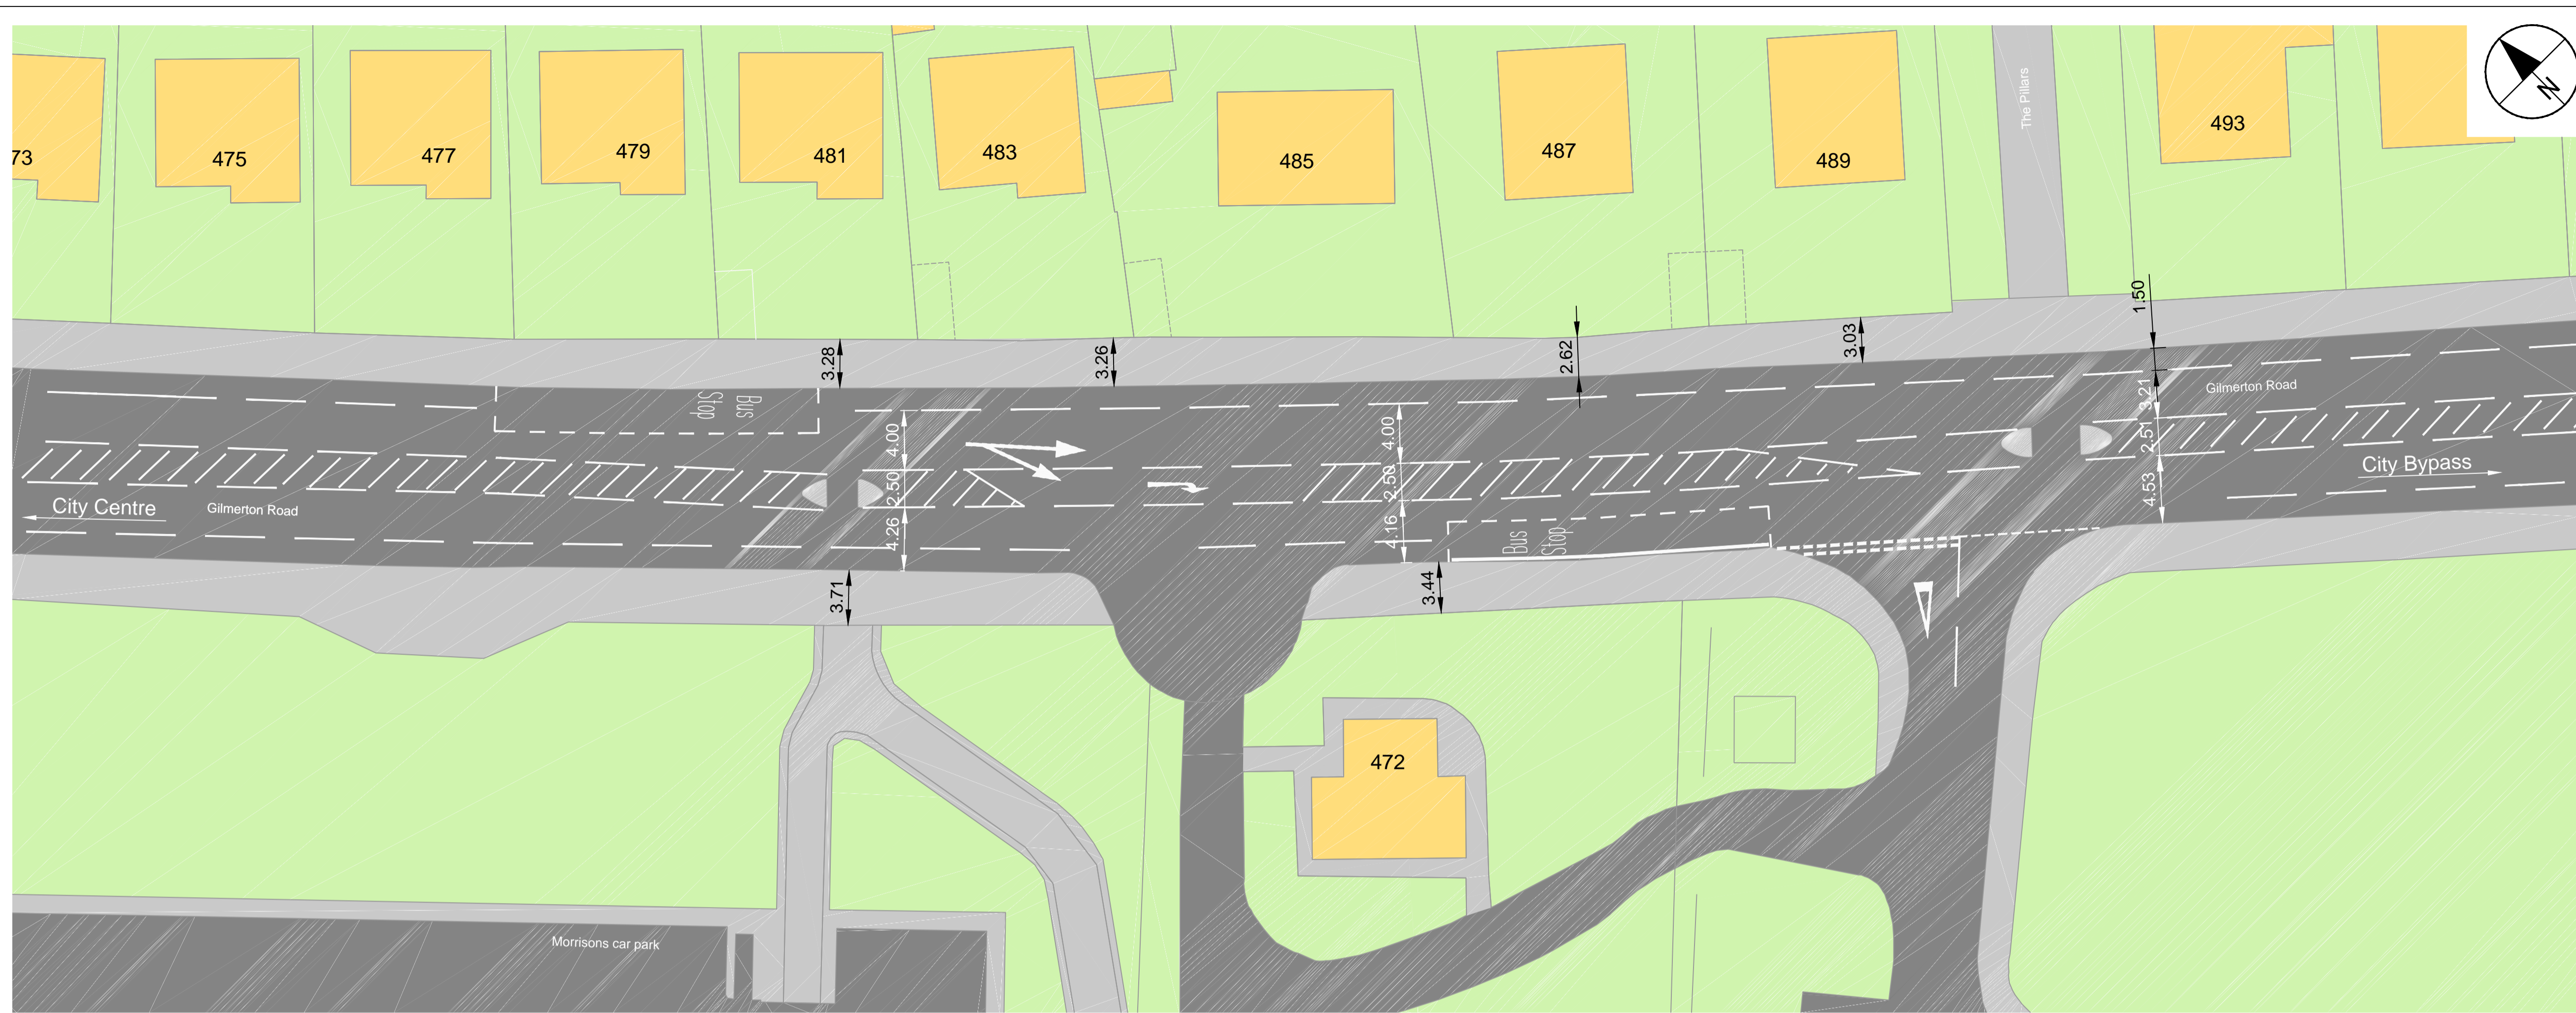 The Pillars
N
73
475
477
479
481
483
485
487
489
493
1.50
3.28
3.26
2.62
3.03
Bus
Stop
4.00
2.50
4.26
4.00
2.50
4.16
3.21
2.51
4.53
Gilmerton Road
City Bypass
City Centre
Gilmerton Road
Bus
Stop
3.71
3.44
472
Morrisons car park